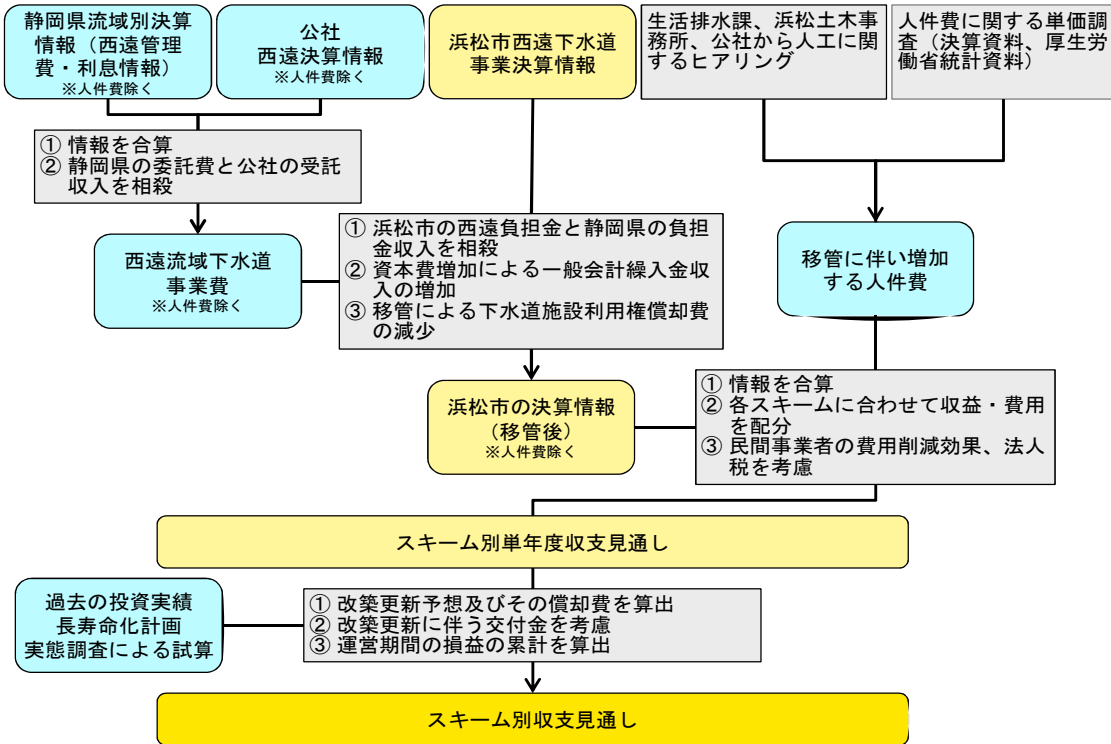 静岡県流域別決算
情報（西遠管理
費・利息情報）
※人件費除く
公社
西遠決算情報
※人件費除く
浜松市西遠下水道
事業決算情報
生活排水課、浜松土木事
務所、公社から人工に関
するヒアリング
人件費に関する単価調
査（決算資料、厚生労
働省統計資料）
① 情報を合算
② 静岡県の委託費と公社の受託
収入を相殺
西遠流域下水道
事業費
※人件費除く
① 浜松市の西遠負担金と静岡県の負担
金収入を相殺
② 資本費増加による一般会計繰入金収
入の増加
③ 移管による下水道施設利用権償却費
の減少
移管に伴い増加
する人件費
浜松市の決算情報
（移管後）
※人件費除く
① 情報を合算
② 各スキームに合わせて収益・費用
を配分
③ 民間事業者の費用削減効果、法人
税を考慮
スキーム別単年度収支見通し
過去の投資実績
長寿命化計画
実態調査による試算
① 改築更新予想及びその償却費を算出
② 改築更新に伴う交付金を考慮
③ 運営期間の損益の累計を算出
スキーム別収支見通し